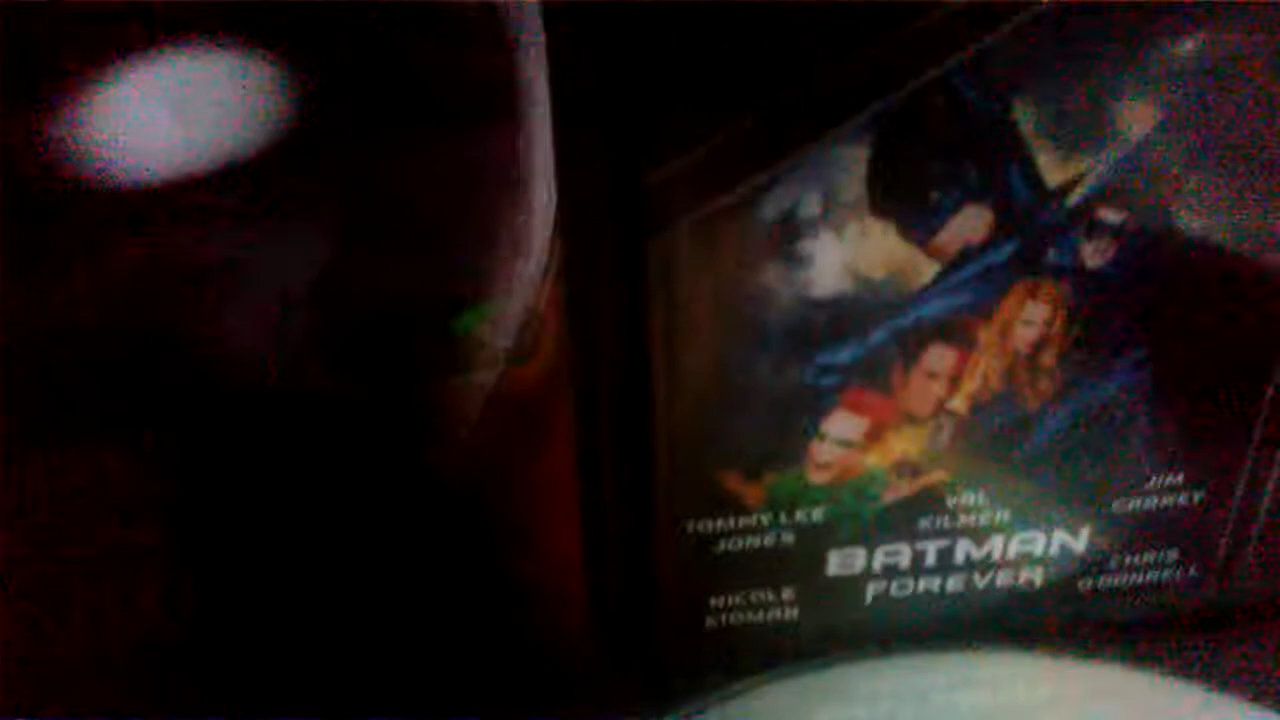 TOMMY LEE
JONES
VAL
KILMER
JIM
CARREY
BATMAN
FOREVER
NICOLE
KIDMAN
CHRIS
O'DONNELL